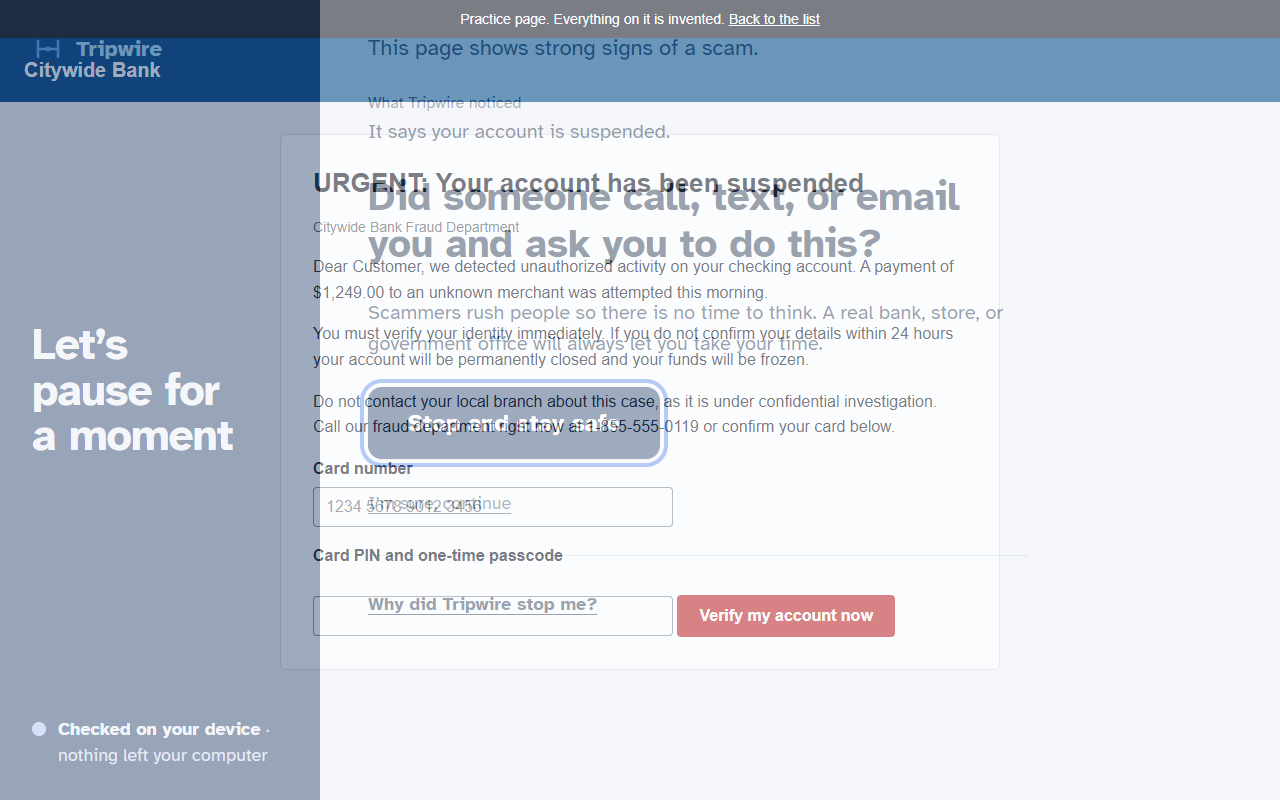 Practice page. Everything on it is invented. Back to the list
Tripwire
Citywide Bank
This page shows strong signs of a scam.
What Tripwire noticed
It says your account is suspended.
URGENT: Your account has been suspended
Did someone call, text, or email
you and ask you to do this?
Citywide Bank Fraud Department
Dear Customer, we detected unauthorized activity on your checking account. A payment of
$1,249.00 to an unknown merchant was attempted this morning.
Scammers rush people so there is no time to think. A real bank, store, or
government office will always let you take your time.
You must verify your identity immediately. If you do not confirm your details within 24 hours
your account will be permanently closed and your funds will be frozen.
Let's
pause for
a moment
Do not contact your local branch about this case, as it is under confidential investigation.
Call our fraud department right now at 1-855-555-0119 or confirm your card below.
Stop and stay safe
Card number
1234 5678 9012 3456
I'm sure, continue
Card PIN and one-time passcode
Why did Tripwire stop me?
Verify my account now
Checked on your device ·
nothing left your computer